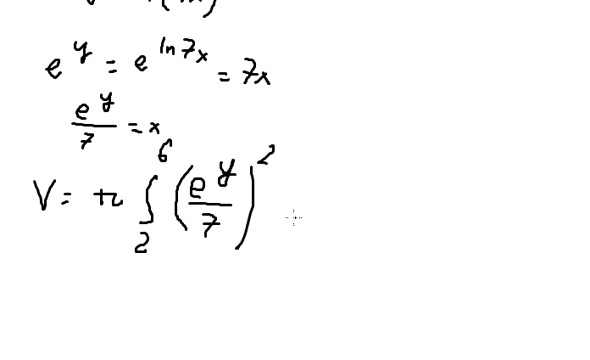 e^y = e^{ln 7x} = 7x
e^y/7 = x
V = π ∫_2^6 (e^y/7)^2